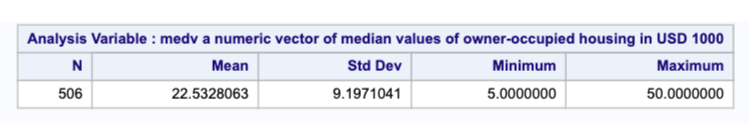 Analysis Variable : medv a numeric vector of median values of owner-occupied housing in USD 1000
N Mean Std Dev Minimum Maximum
506 22.5328063 9.1971041 5.0000000 50.0000000